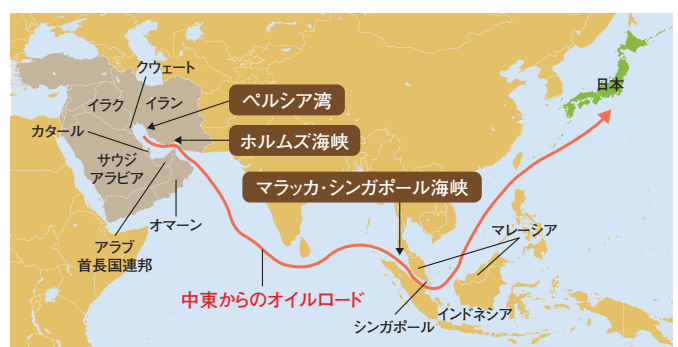 クウェート
イラク
イラン
ペルシア湾
カタール
ホルムズ海峡
サウジ
アラビア
マラッカ・シンガポール海峡
オマーン
アラブ
首長国連邦
中東からのオイルロード
マレーシア
シンガポール
インドネシア
日本